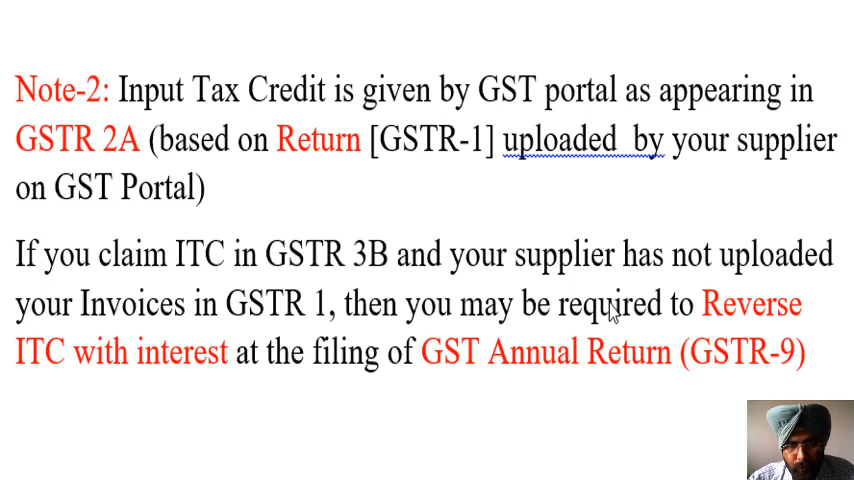 Note-2: Input Tax Credit is given by GST portal as appearing in
GSTR 2A (based on Return [GSTR-1] uploaded by your supplier
on GST Portal)
If you claim ITC in GSTR 3B and your supplier has not uploaded
your Invoices in GSTR 1, then you may be required to Reverse
ITC with interest at the filing of GST Annual Return (GSTR-9)